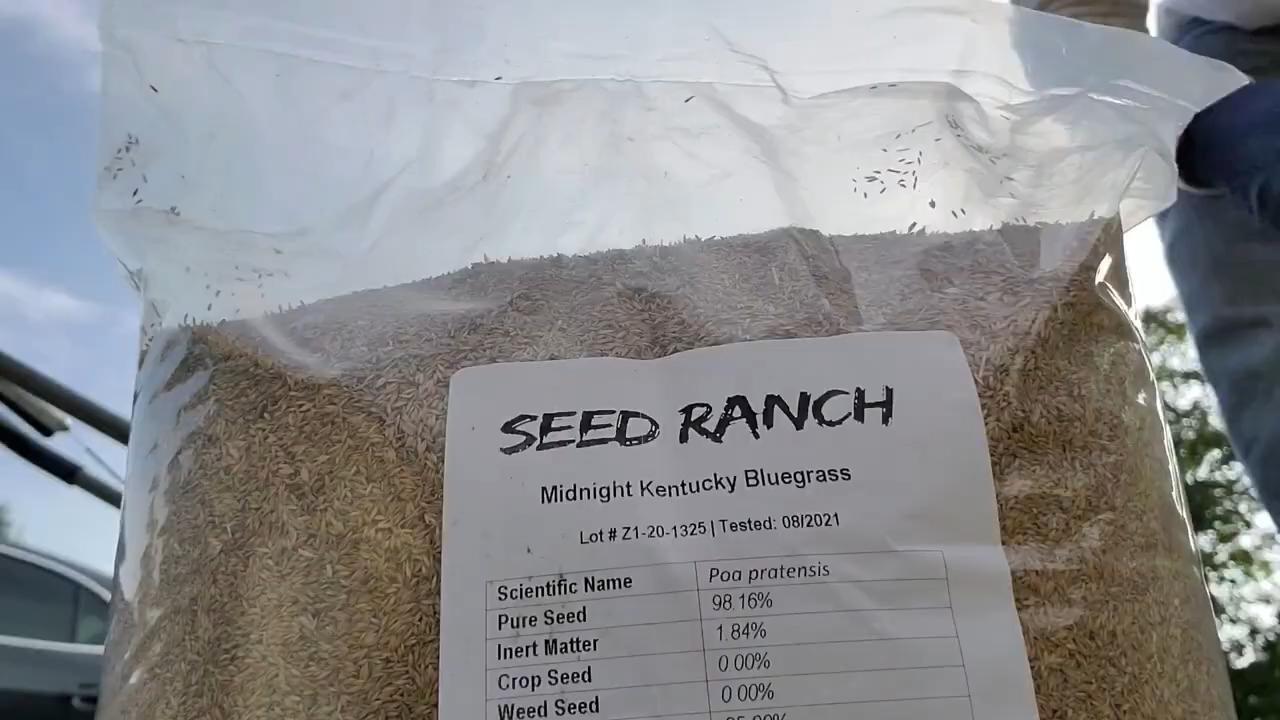 SEED RANCH
Midnight Kentucky Bluegrass
Lot # Z1-20-1325 | Tested: 08/2021
Scientific Name Poa pratensis
Pure Seed 98.16%
Inert Matter 1.84%
Crop Seed 0.00%
Weed Seed 0.00%